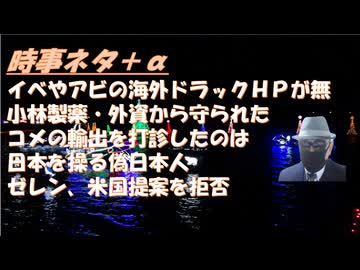 時事ネタ+α
イベやアビの海外ドラックHPが無
小林製薬・外資から守られた
コメの輸出を打診したのは
日本を操る偽日本人
ゼレン、米国提案を拒否